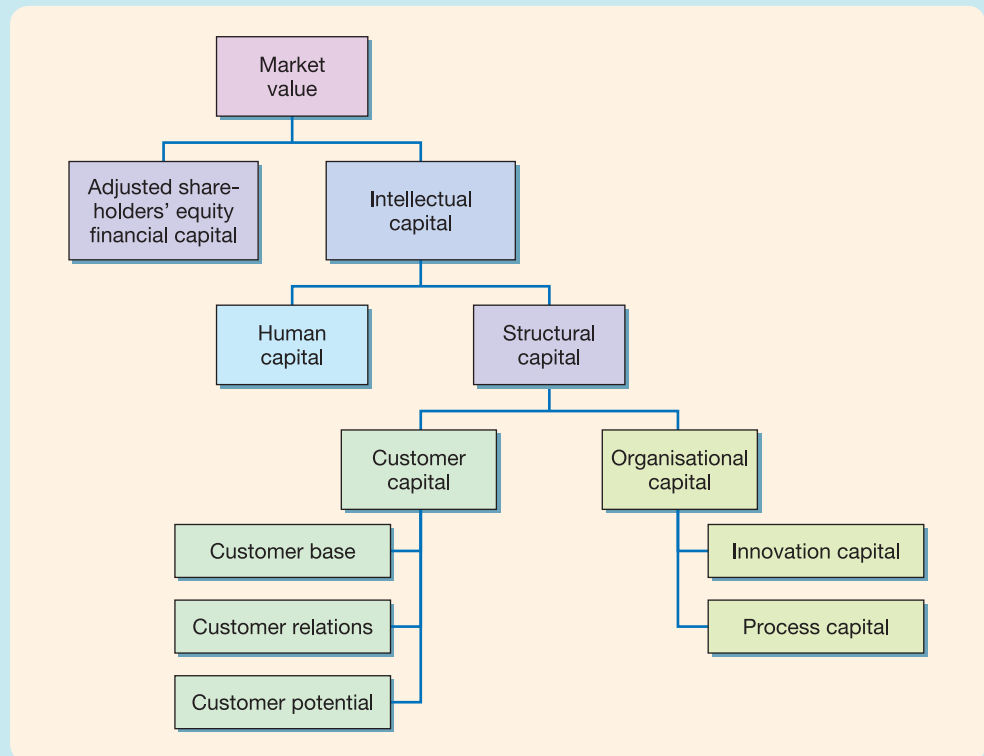 Market
value
Adjusted share-
holders' equity
financial capital
Intellectual
capital
Human
capital
Structural
capital
Customer
capital
Organisational
capital
Customer base
Innovation capital
Customer relations
Process capital
Customer potential